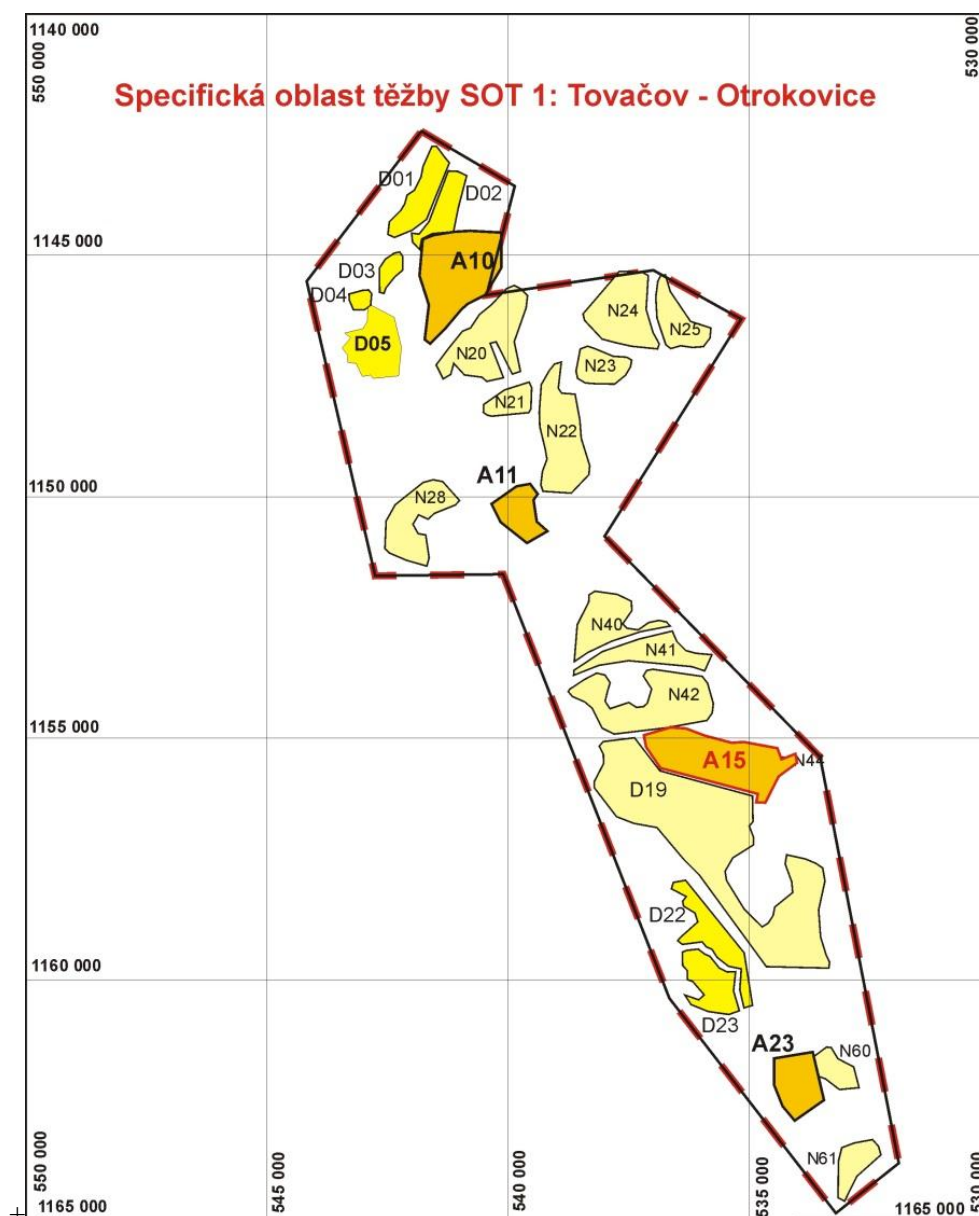 1140 000
550 000
530 000
Specifická oblast těžby SOT 1: Tovačov - Otrokovice
D01
D02
1145 000
A10
D03
D04
D05
N24
N25
N20
N23
N21
N22
A11
1150 000
N28
N40
N41
N42
1155 000
A15
N44
D19
D22
1160 000
D23
A23
N60
N61
550 000
545 000
540 000
535 000
530 000
1165 000
1165 000